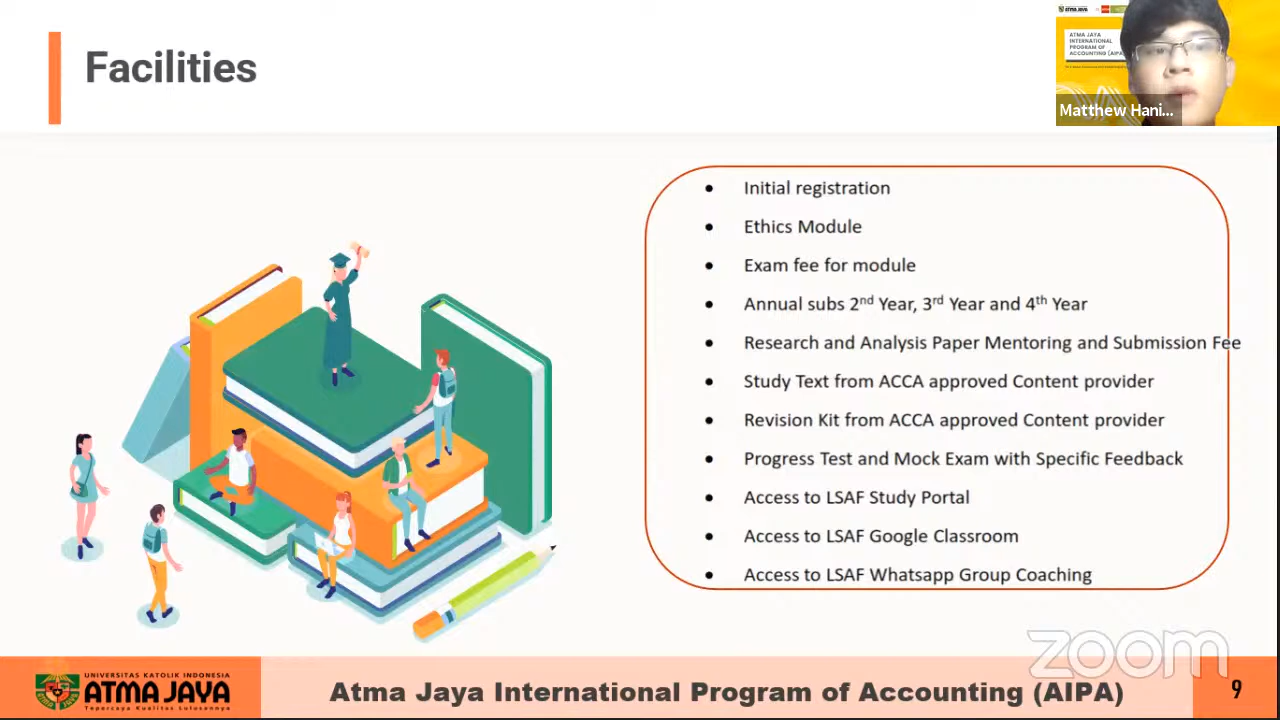 Facilities
ATMA JAYA
ATMA JAYA
INTERNATIONAL
PROGRAM OF
ACCOUNTING (AIPA
Matthew Hani...
• Initial registration
• Ethics Module
• Exam fee for module
• Annual subs 2nd Year, 3rd Year and 4th Year
• Research and Analysis Paper Mentoring and Submission Fee
• Study Text from ACCA approved Content provider
• Revision Kit from ACCA approved Content provider
• Progress Test and Mock Exam with Specific Feedback
• Access to LSAF Study Portal
• Access to LSAF Google Classroom
• Access to LSAF Whatsapp Group Coaching
zoom
UNIVERSITAS KATOLIK INDONESIA
ATMA JAYA
Tepercaya Kualitas Lulusannya
Atma Jaya International Program of Accounting (AIPA)
9